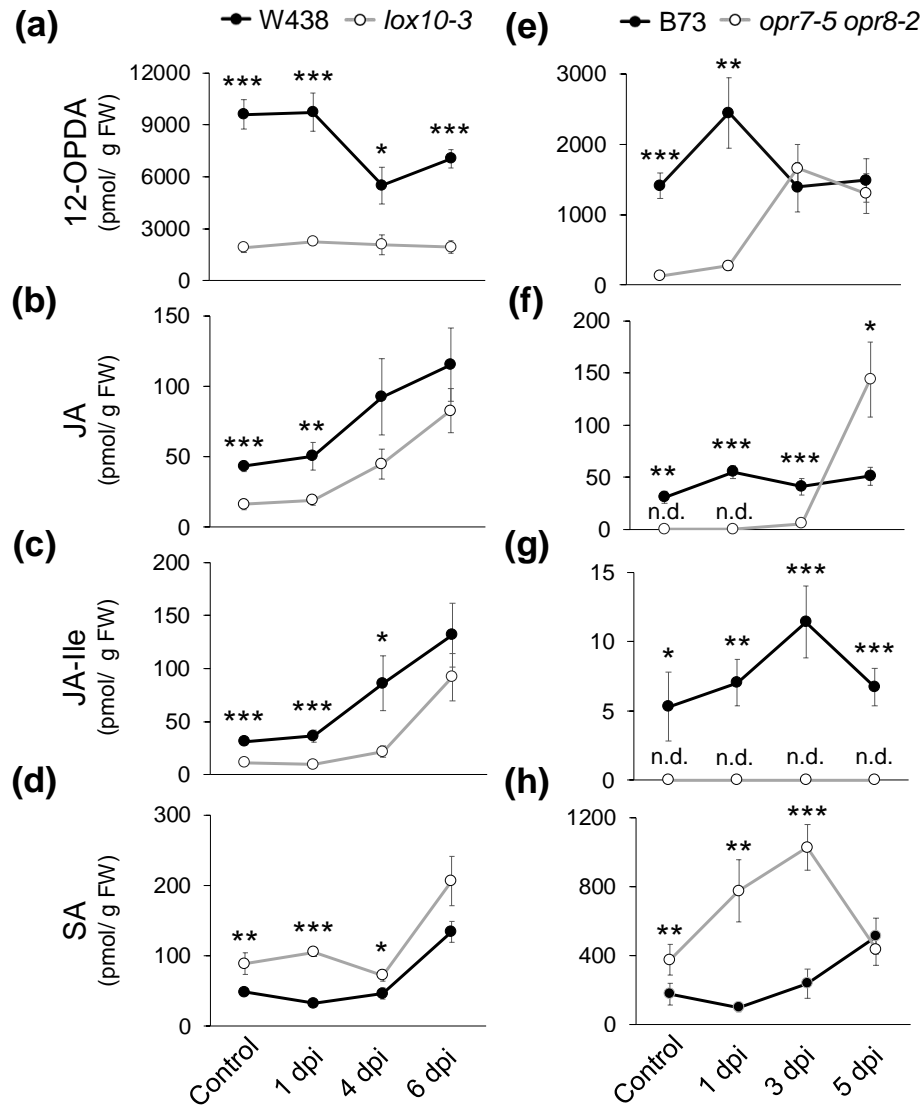 (a)
W438 lox10-3
12-OPDA
(pmol/ g FW)
12000
9000
6000
3000
0
*** *** * ***
(b)
JA
(pmol/ g FW)
150
100
50
0
*** **
(c)
JA-Ile
(pmol/ g FW)
200
150
100
50
0
*** *** *
(d)
SA
(pmol/ g FW)
300
200
100
0
** *** *
Control 1 dpi 4 dpi 6 dpi
(e)
B73 opr7-5 opr8-2
3000
2000
1000
0
*** **
(f)
200
150
100
50
0
** *** *** *
n.d. n.d.
(g)
15
10
5
0
* ** *** ***
n.d. n.d. n.d. n.d.
(h)
1200
800
400
0
** ** ***
Control 1 dpi 3 dpi 5 dpi